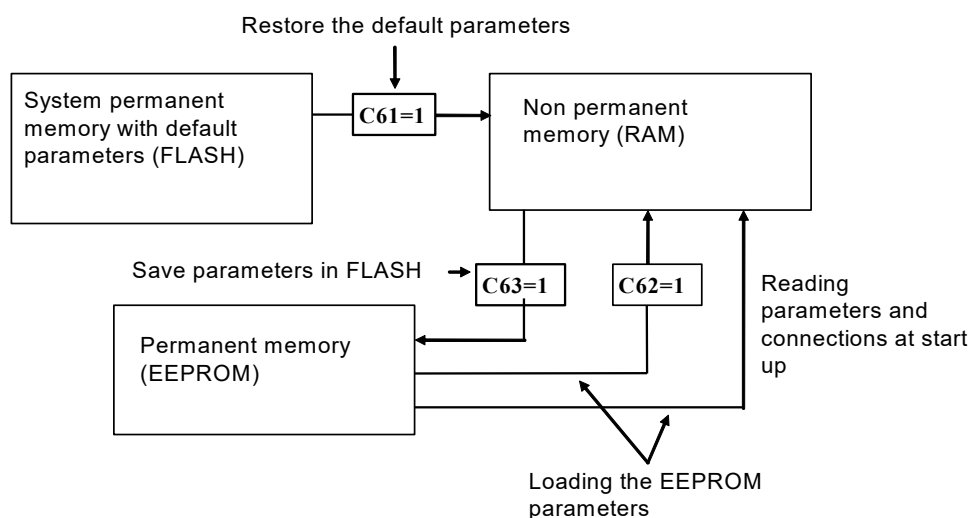 Restore the default parameters
System permanent
memory with default
parameters (FLASH)
C61=1
Non permanent
memory (RAM)
Save parameters in FLASH
C63=1
C62=1
Reading
parameters and
connections at start
up
Permanent memory
(EEPROM)
Loading the EEPROM
parameters